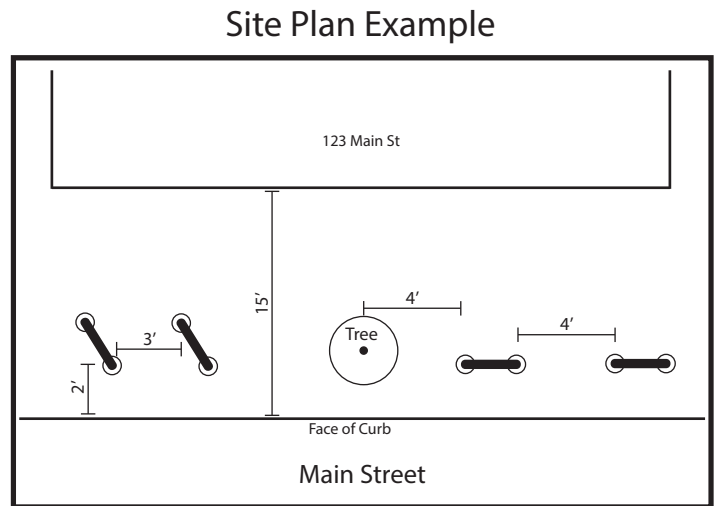 Site Plan Example
123 Main St
15’
4’
4’
3’
Tree
2’
Face of Curb
Main Street